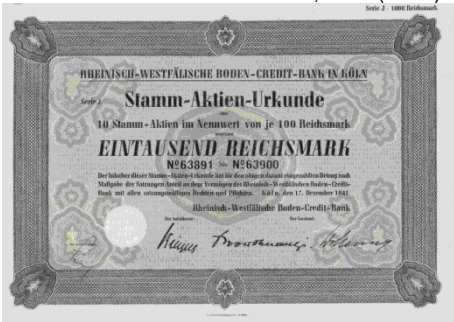 Serie J - 1000 Reichsmark
RHEINISCH-WESTFÄLISCHE BODEN-CREDIT-BANK IN KÖLN
Serie J
Stamm-Aktien-Urkunde
über
10 Stamm-Aktien im Nennwert von je 100 Reichsmark
EINTAUSEND REICHSMARK
№63891 bis №63900
Der Inhaber dieser Stamm-Aktien-Urkunde hat für den obigen darauf eingezahlten Betrag nach
Maßgabe der Satzungen Anteil an dem Vermögen der Rheinisch-Westfälischen Boden-Credit-
Bank mit allen satzungsmäßigen Rechten und Pflichten. Köln, den 17. Dezember 1941
Rheinisch-Westfälische Boden-Credit-Bank
Der Aufsichtsrat: Der Vorstand: